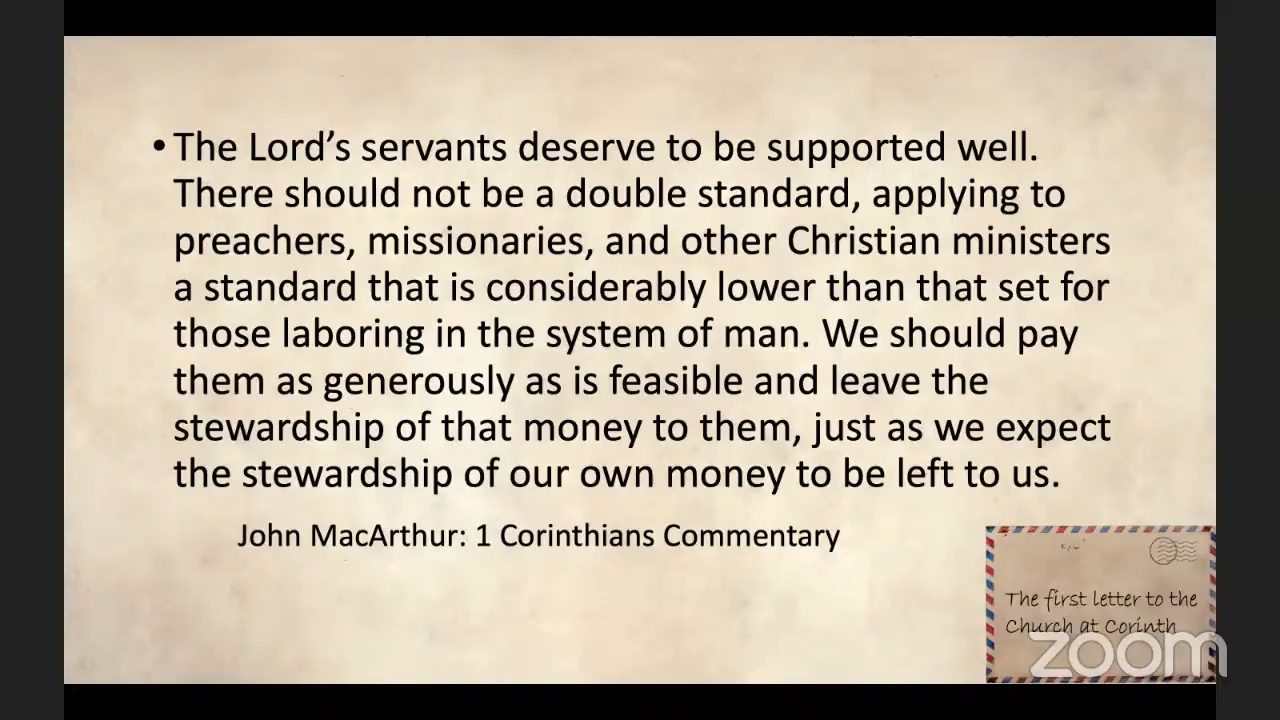 • The Lord’s servants deserve to be supported well.
There should not be a double standard, applying to
preachers, missionaries, and other Christian ministers
a standard that is considerably lower than that set for
those laboring in the system of man. We should pay
them as generously as is feasible and leave the
stewardship of that money to them, just as we expect
the stewardship of our own money to be left to us.
John MacArthur: 1 Corinthians Commentary
The first letter to the
Church at Corinth
zoom